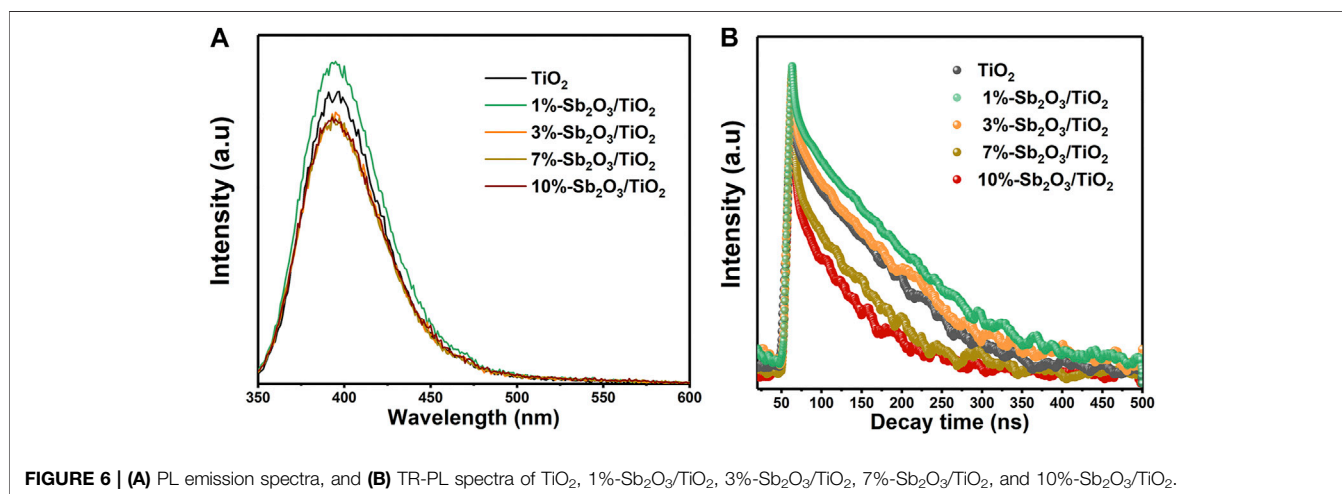 A
TiO₂
1%-Sb₂O₃/TiO₂
3%-Sb₂O₃/TiO₂
7%-Sb₂O₃/TiO₂
10%-Sb₂O₃/TiO₂
Intensity (a.u)
350 400 450 500 550 600
Wavelength (nm)
B
TiO₂
1%-Sb₂O₃/TiO₂
3%-Sb₂O₃/TiO₂
7%-Sb₂O₃/TiO₂
10%-Sb₂O₃/TiO₂
Intensity (a.u)
50 100 150 200 250 300 350 400 450 500
Decay time (ns)
FIGURE 6 | (A) PL emission spectra, and (B) TR-PL spectra of TiO₂, 1%-Sb₂O₃/TiO₂, 3%-Sb₂O₃/TiO₂, 7%-Sb₂O₃/TiO₂, and 10%-Sb₂O₃/TiO₂.